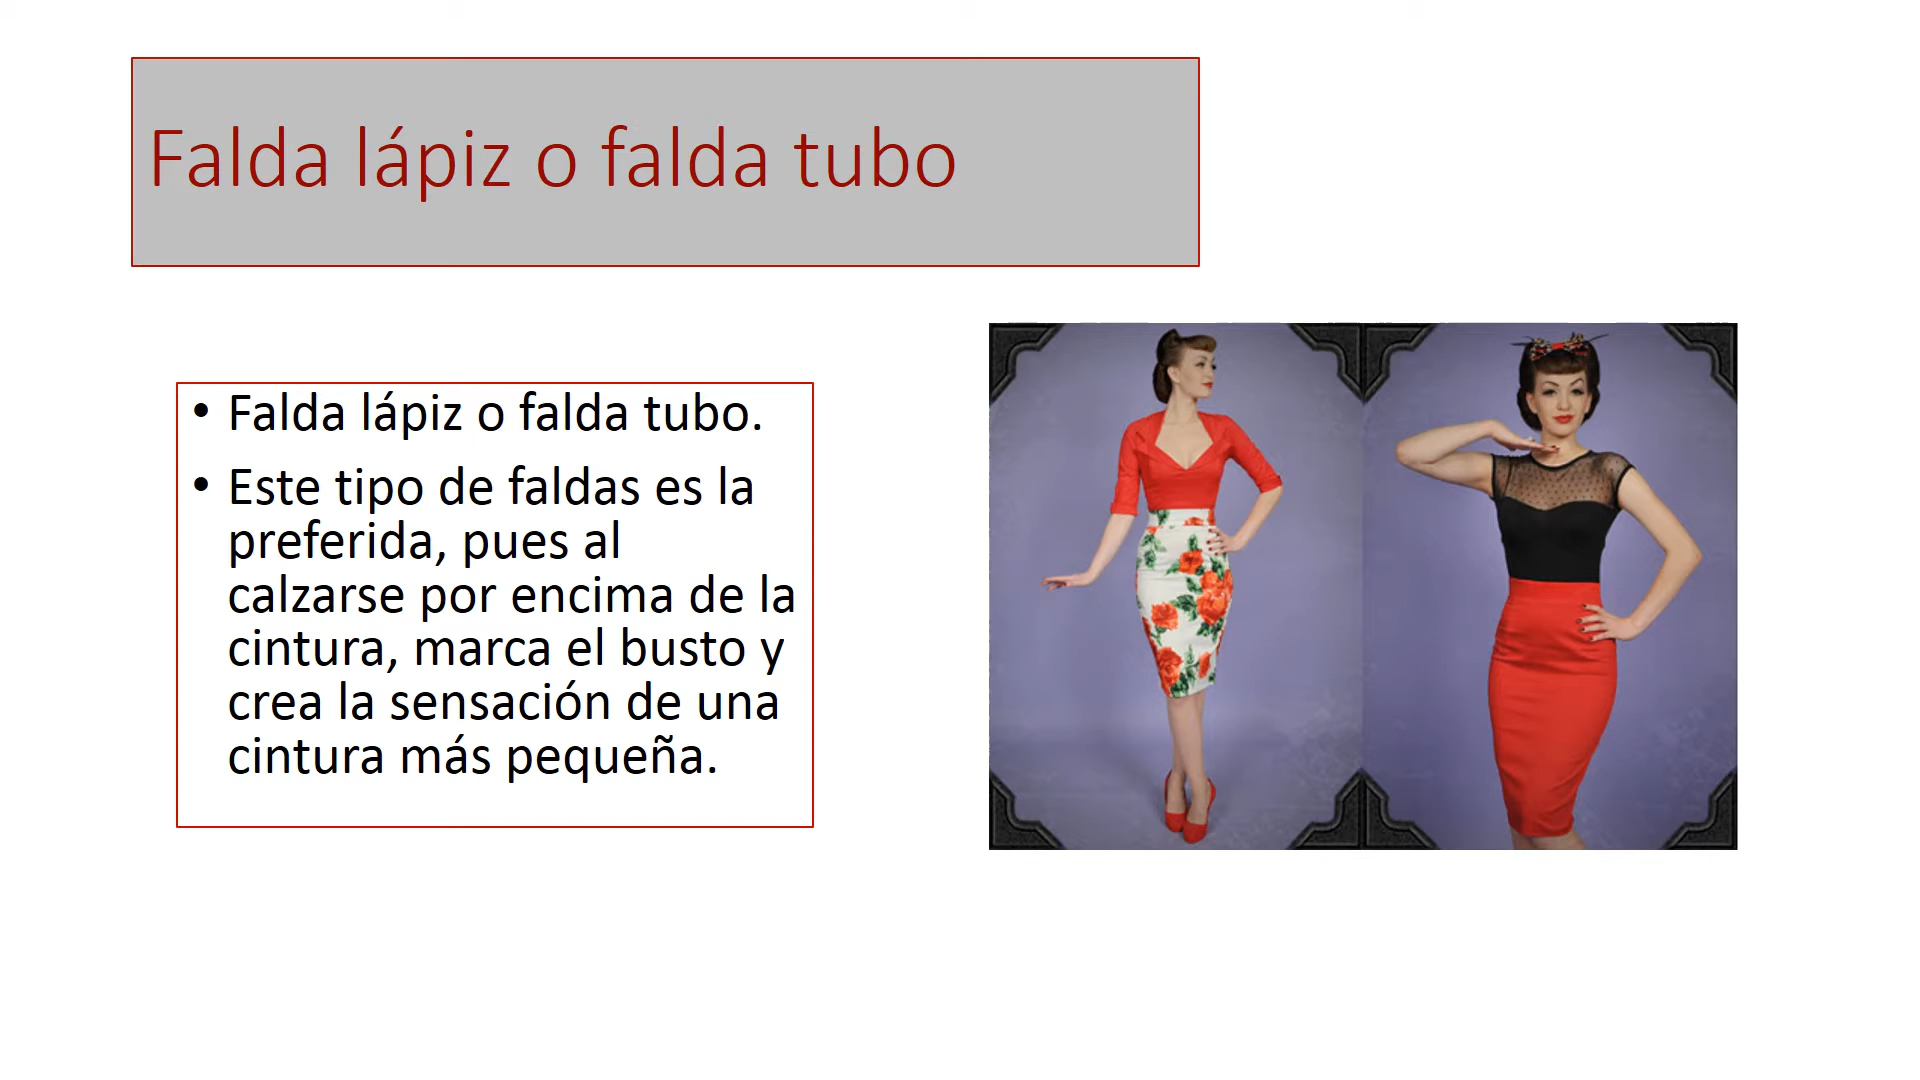 Falda lápiz o falda tubo
• Falda lápiz o falda tubo.
• Este tipo de faldas es la
preferida, pues al
calzarse por encima de la
cintura, marca el busto y
crea la sensación de una
cintura más pequeña.